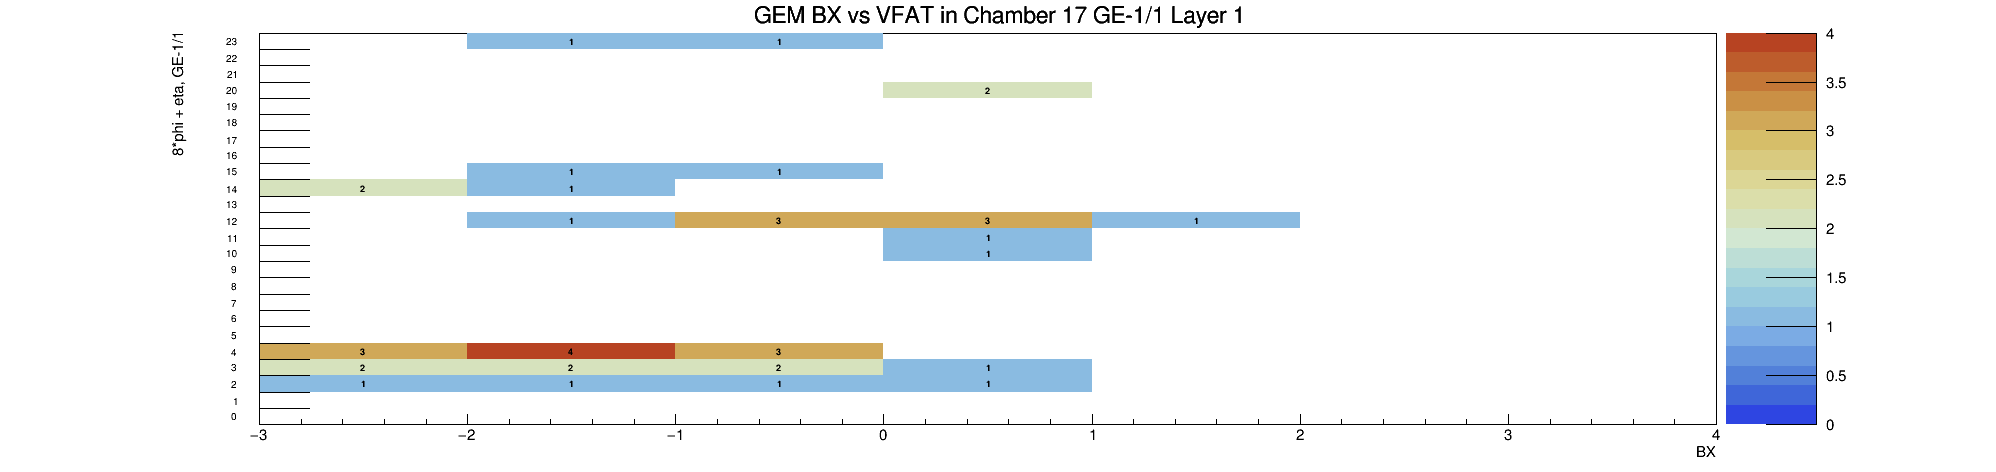 GEM BX vs VFAT in Chamber 17 GE-1/1 Layer 1
8*phi + eta, GE-1/1
23 1 1
22
21
20 2
19
18
17
16
15 1 1
14 2 1
13
12 1 3 3 1
11 1
10 1
9
8
7
6
5
4 3 4 3
3 2 2 2 1
2 1 1 1 1
1
0
−3 −2 −1 0 1 2 3 4
BX
4
3.5
3
2.5
2
1.5
1
0.5
0